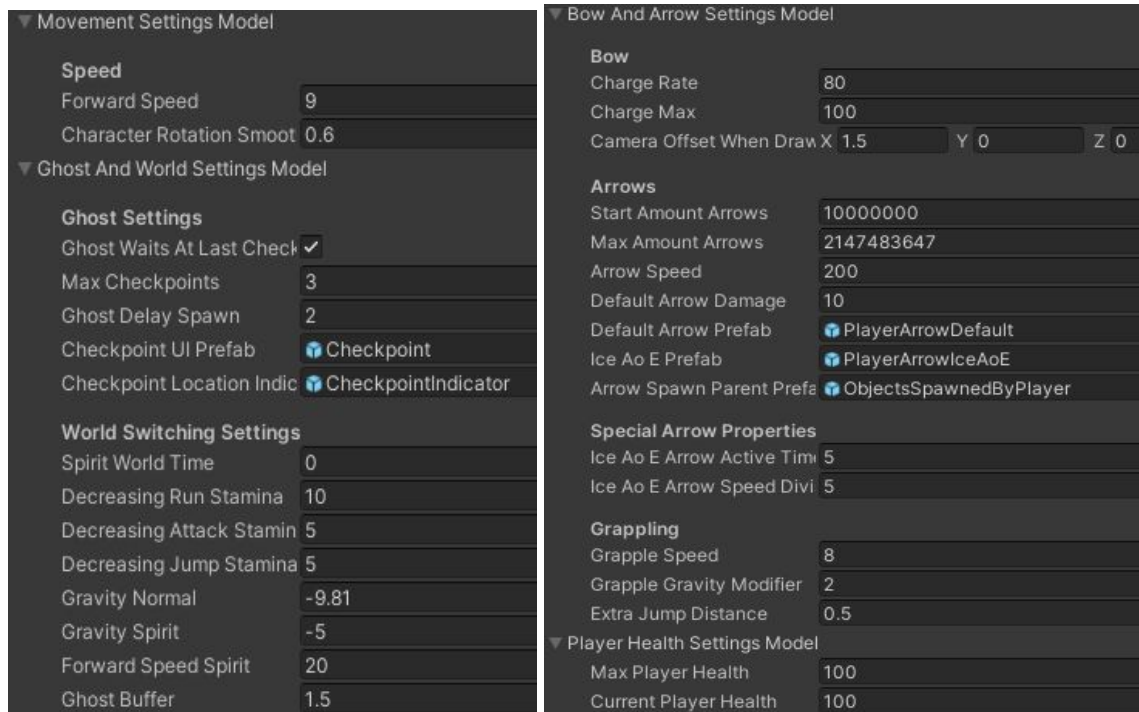 Movement Settings Model
Speed
Forward Speed 9
Character Rotation Smoot 0.6
Ghost And World Settings Model
Ghost Settings
Ghost Waits At Last Check
Max Checkpoints 3
Ghost Delay Spawn 2
Checkpoint UI Prefab Checkpoint
Checkpoint Location Indic CheckpointIndicator
World Switching Settings
Spirit World Time 0
Decreasing Run Stamina 10
Decreasing Attack Stamin 5
Decreasing Jump Stamina 5
Gravity Normal -9.81
Gravity Spirit -5
Forward Speed Spirit 20
Ghost Buffer 1.5
Bow And Arrow Settings Model
Bow
Charge Rate 80
Charge Max 100
Camera Offset When Draw X 1.5 Y 0 Z 0
Arrows
Start Amount Arrows 10000000
Max Amount Arrows 2147483647
Arrow Speed 200
Default Arrow Damage 10
Default Arrow Prefab PlayerArrowDefault
Ice Ao E Prefab PlayerArrowIceAoE
Arrow Spawn Parent Prefa ObjectsSpawnedByPlayer
Special Arrow Properties
Ice Ao E Arrow Active Time 5
Ice Ao E Arrow Speed Divi 5
Grappling
Grapple Speed 8
Grapple Gravity Modifier 2
Extra Jump Distance 0.5
Player Health Settings Model
Max Player Health 100
Current Player Health 100